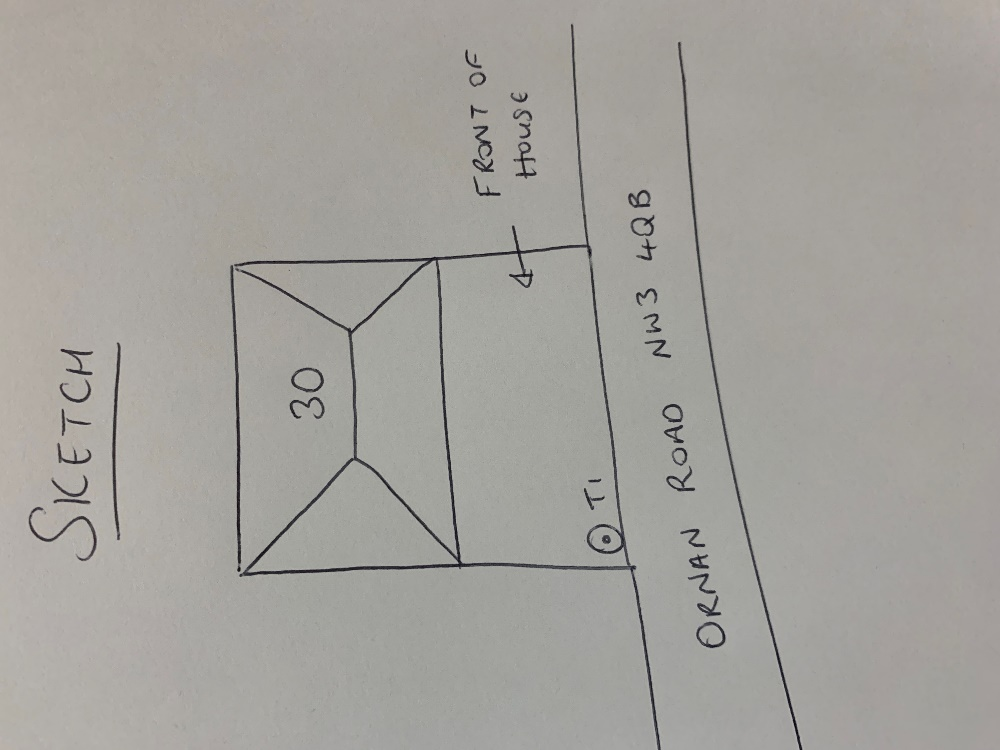 SKETCH
30
FRONT OF
HOUSE
T1
ORNAN ROAD NW3 4QB